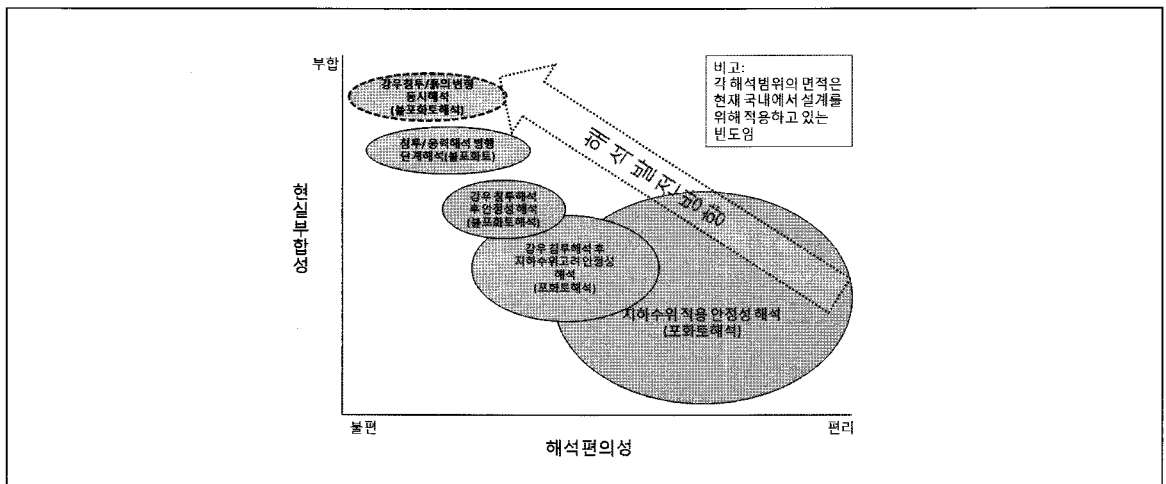 부합
강우침투/흙의 변형
동시해석
(불포화토해석)
침투/응력해석 병행
단계해석(불포화토)
강우 침투해석
후 안정성 해석
(불포화토해석)
강우 침투해석 후
지하수위고려 안정성
해석
(포화토해석)
지하수위 적용 안정성 해석
(포화토해석)
비고:
각 해석범위의 면적은
현재 국내에서 설계를
위해 적용하고 있는
빈도임
현실부합성
불편
편리
해석편의성